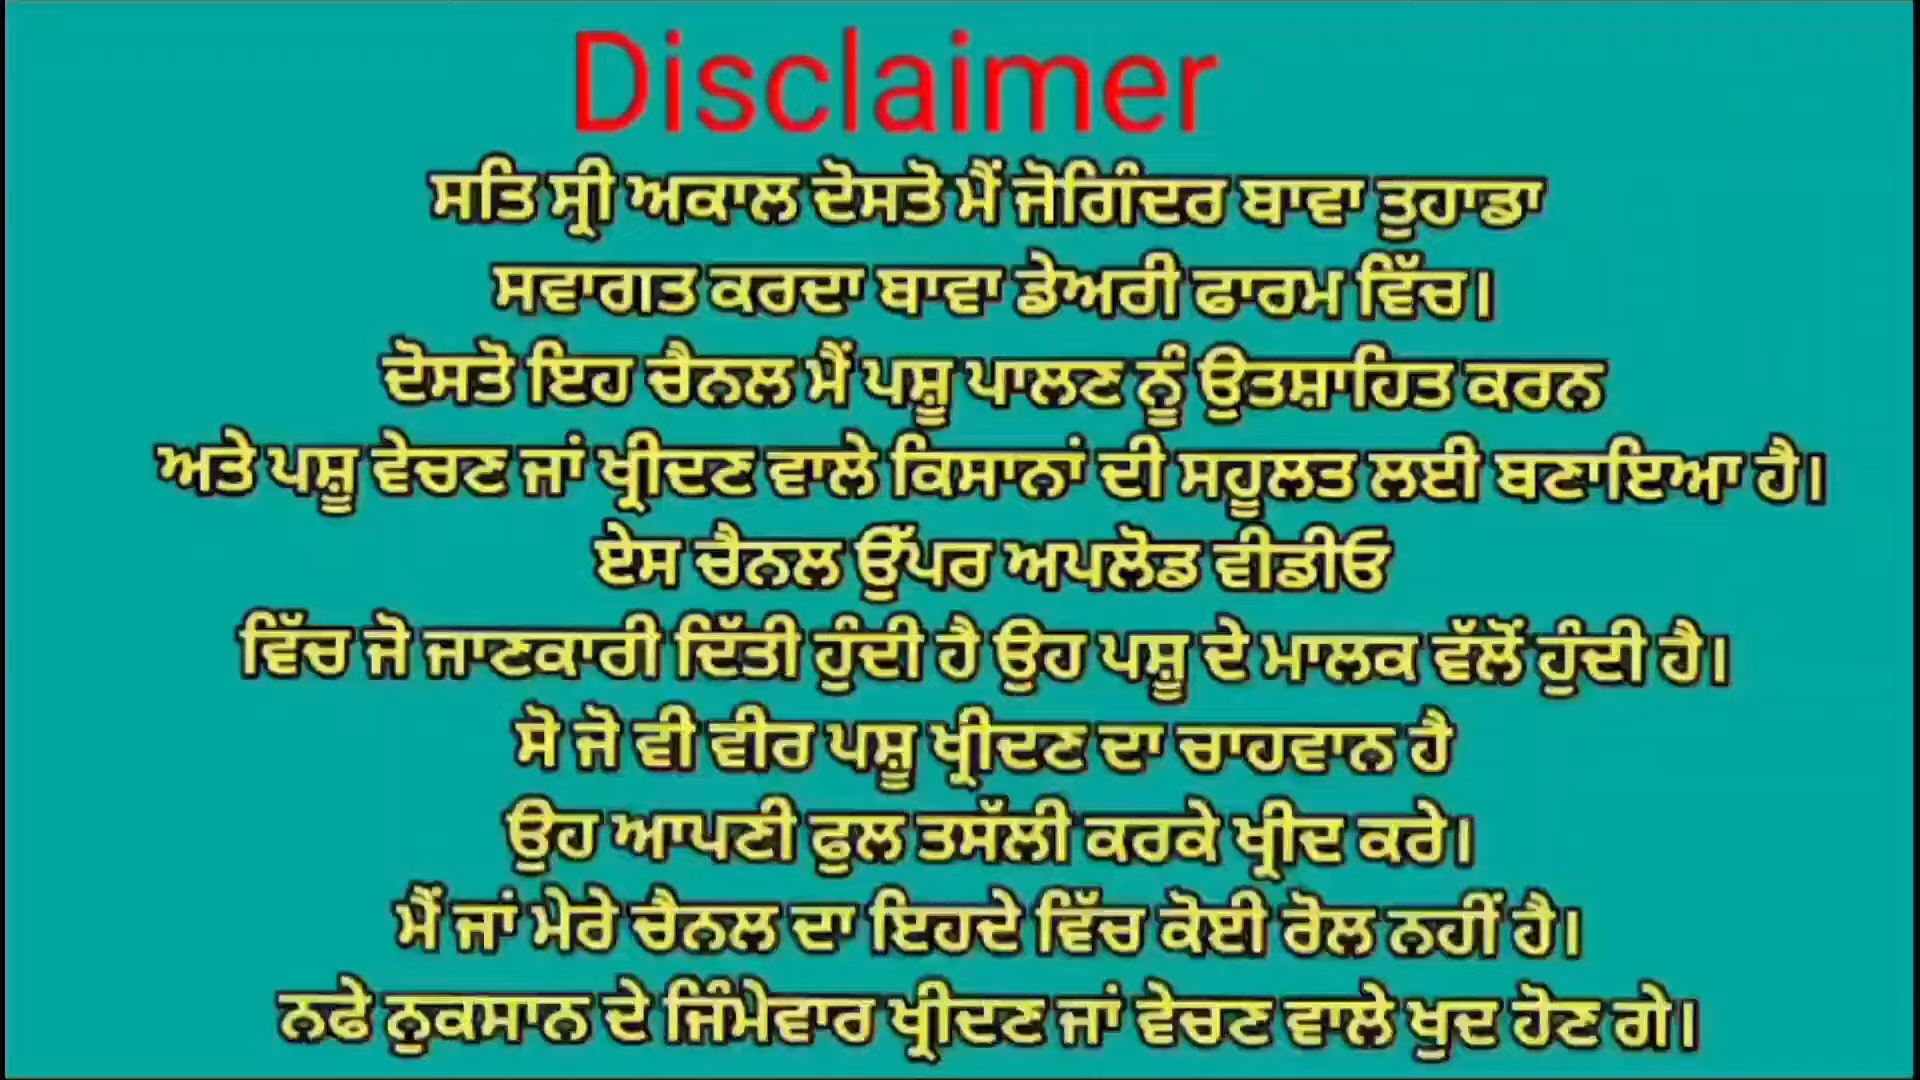 Disclaimer
ਸਤਿ ਸ੍ਰੀ ਅਕਾਲ ਦੋਸਤੋ ਮੈਂ ਜੋਗਿੰਦਰ ਬਾਵਾ ਤੁਹਾਡਾ
ਸਵਾਗਤ ਕਰਦਾ ਬਾਵਾ ਡੇਅਰੀ ਫਾਰਮ ਵਿੱਚ।
ਦੋਸਤੋ ਇਹ ਚੈਨਲ ਮੈਂ ਪਸ਼ੂ ਪਾਲਣ ਨੂੰ ਉਤਸ਼ਾਹਿਤ ਕਰਨ
ਅਤੇ ਪਸ਼ੂ ਵੇਚਣ ਜਾਂ ਖ੍ਰੀਦਣ ਵਾਲੇ ਕਿਸਾਨਾਂ ਦੀ ਸਹੂਲਤ ਲਈ ਬਣਾਇਆ ਹੈ।
ਏਸ ਚੈਨਲ ਉੱਪਰ ਅਪਲੋਡ ਵੀਡੀਓ
ਵਿੱਚ ਜੋ ਜਾਣਕਾਰੀ ਦਿੱਤੀ ਹੁੰਦੀ ਹੈ ਉਹ ਪਸ਼ੂ ਦੇ ਮਾਲਕ ਵੱਲੋਂ ਹੁੰਦੀ ਹੈ।
ਸੋ ਜੋ ਵੀ ਵੀਰ ਪਸ਼ੂ ਖ੍ਰੀਦਣ ਦਾ ਚਾਹਵਾਨ ਹੈ
ਉਹ ਆਪਣੀ ਫੁਲ ਤਸੱਲੀ ਕਰਕੇ ਖ੍ਰੀਦ ਕਰੇ।
ਮੈਂ ਜਾਂ ਮੇਰੇ ਚੈਨਲ ਦਾ ਇਹਦੇ ਵਿੱਚ ਕੋਈ ਰੋਲ ਨਹੀਂ ਹੈ।
ਨਫੇ ਨੁਕਸਾਨ ਦੇ ਜਿੰਮੇਵਾਰ ਖ੍ਰੀਦਣ ਜਾਂ ਵੇਚਣ ਵਾਲੇ ਖੁਦ ਹੋਣ ਗੇ।